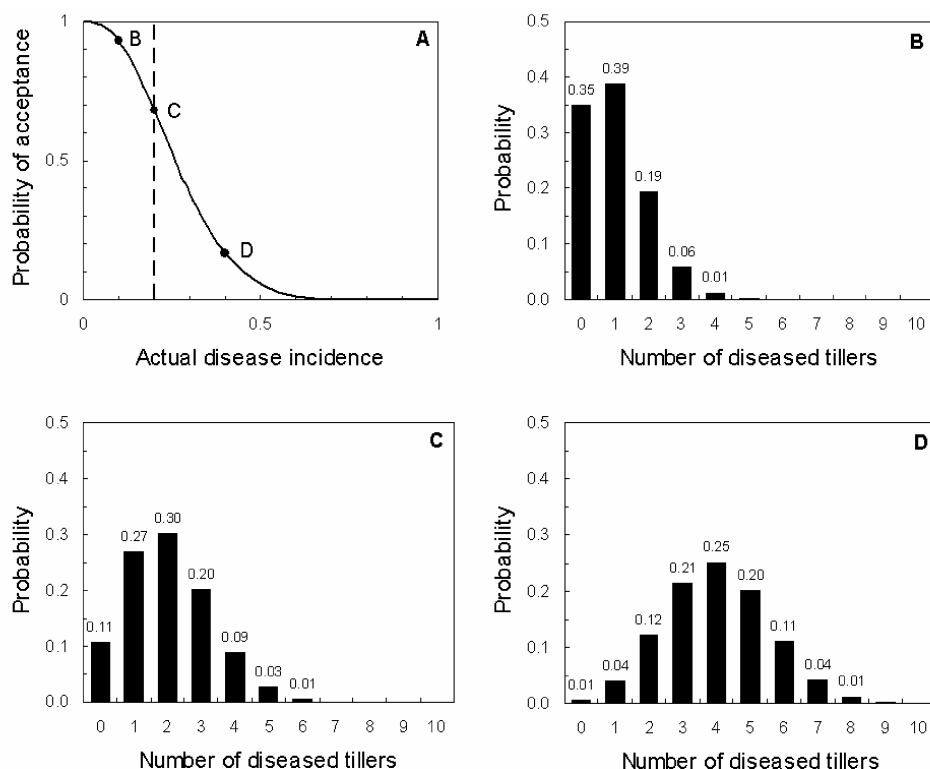 A
Probability of acceptance
1
0.5
0
B
C
D
0 0.5 1
Actual disease incidence
B
Probability
0.5
0.4
0.3
0.2
0.1
0.0
0.35 0.39 0.19 0.06 0.01
0 1 2 3 4 5 6 7 8 9 10
Number of diseased tillers
C
Probability
0.5
0.4
0.3
0.2
0.1
0.0
0.11 0.27 0.30 0.20 0.09 0.03 0.01
0 1 2 3 4 5 6 7 8 9 10
Number of diseased tillers
D
Probability
0.5
0.4
0.3
0.2
0.1
0.0
0.01 0.04 0.12 0.21 0.25 0.20 0.11 0.04 0.01
0 1 2 3 4 5 6 7 8 9 10
Number of diseased tillers